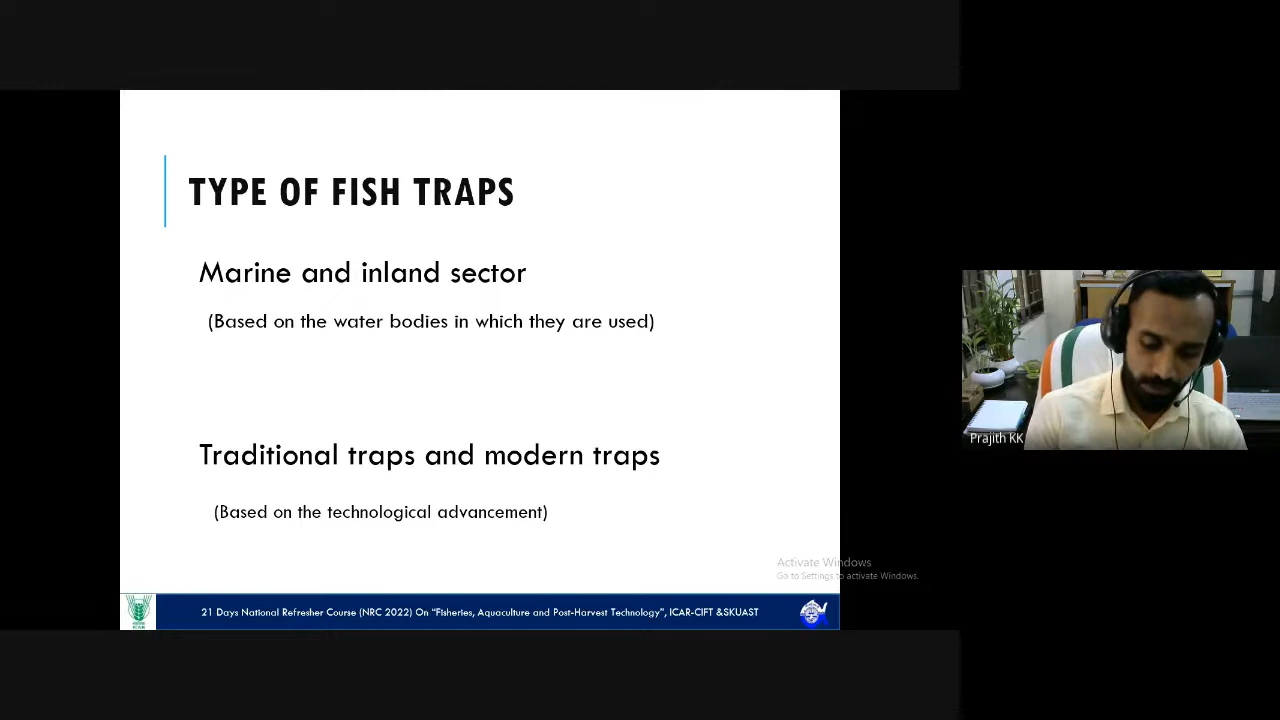 TYPE OF FISH TRAPS
Marine and inland sector
(Based on the water bodies in which they are used)
Traditional traps and modern traps
(Based on the technological advancement)
Prajith KK
Activate Windows
Go to Settings to activate Windows.
21 Days National Refresher Course (NRC 2022) On "Fisheries, Aquaculture and Post-Harvest Technology", ICAR-CIFT &SKUAST